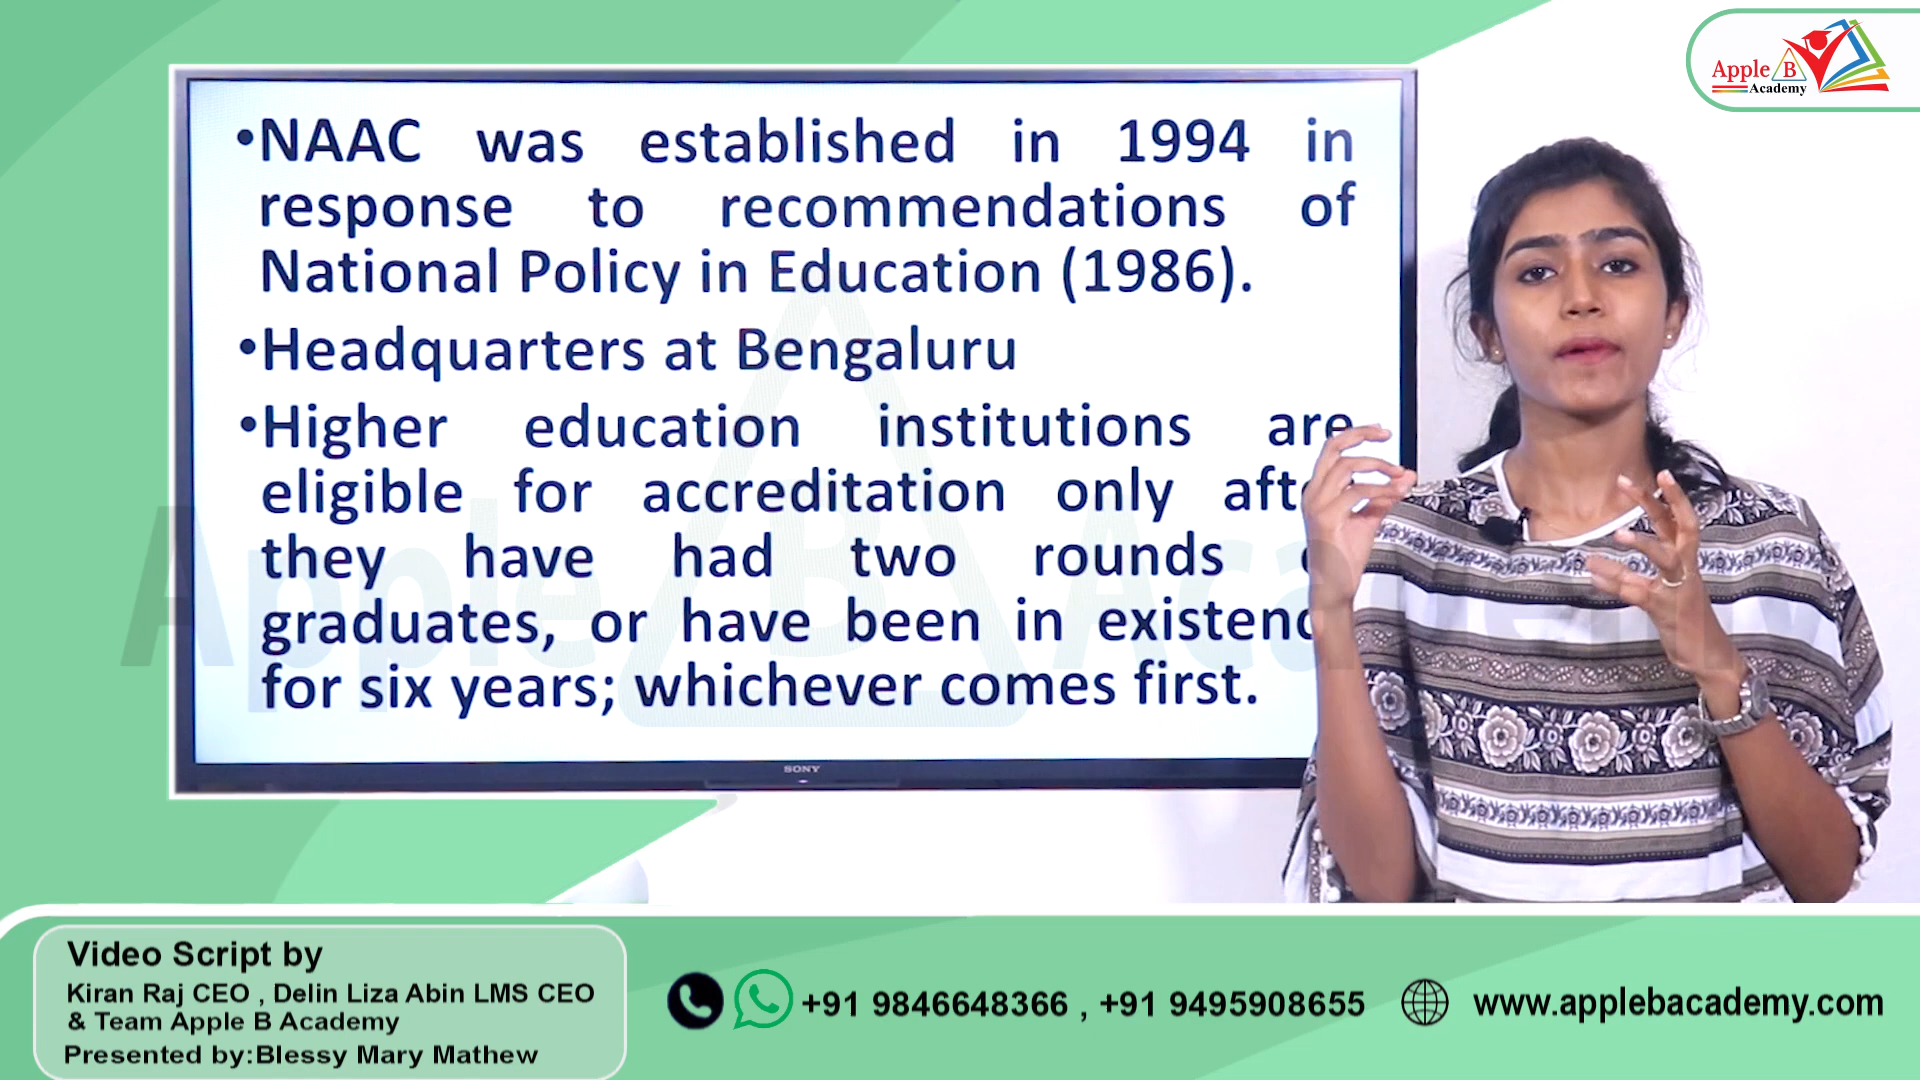 Apple B
Academy
•NAAC was established in 1994 in
response to recommendations of
National Policy in Education (1986).
•Headquarters at Bengaluru
•Higher education institutions are
eligible for accreditation only
they have had two rounds
graduates, or have been in
for six years; whichever comes first.
Apple B Academy
SONY
Video Script by
Kiran Raj CEO , Delin Liza Abin LMS CEO
& Team Apple B Academy
Presented by:Blessy Mary Mathew
+91 9846648366 , +91 9495908655
www.applebacademy.com